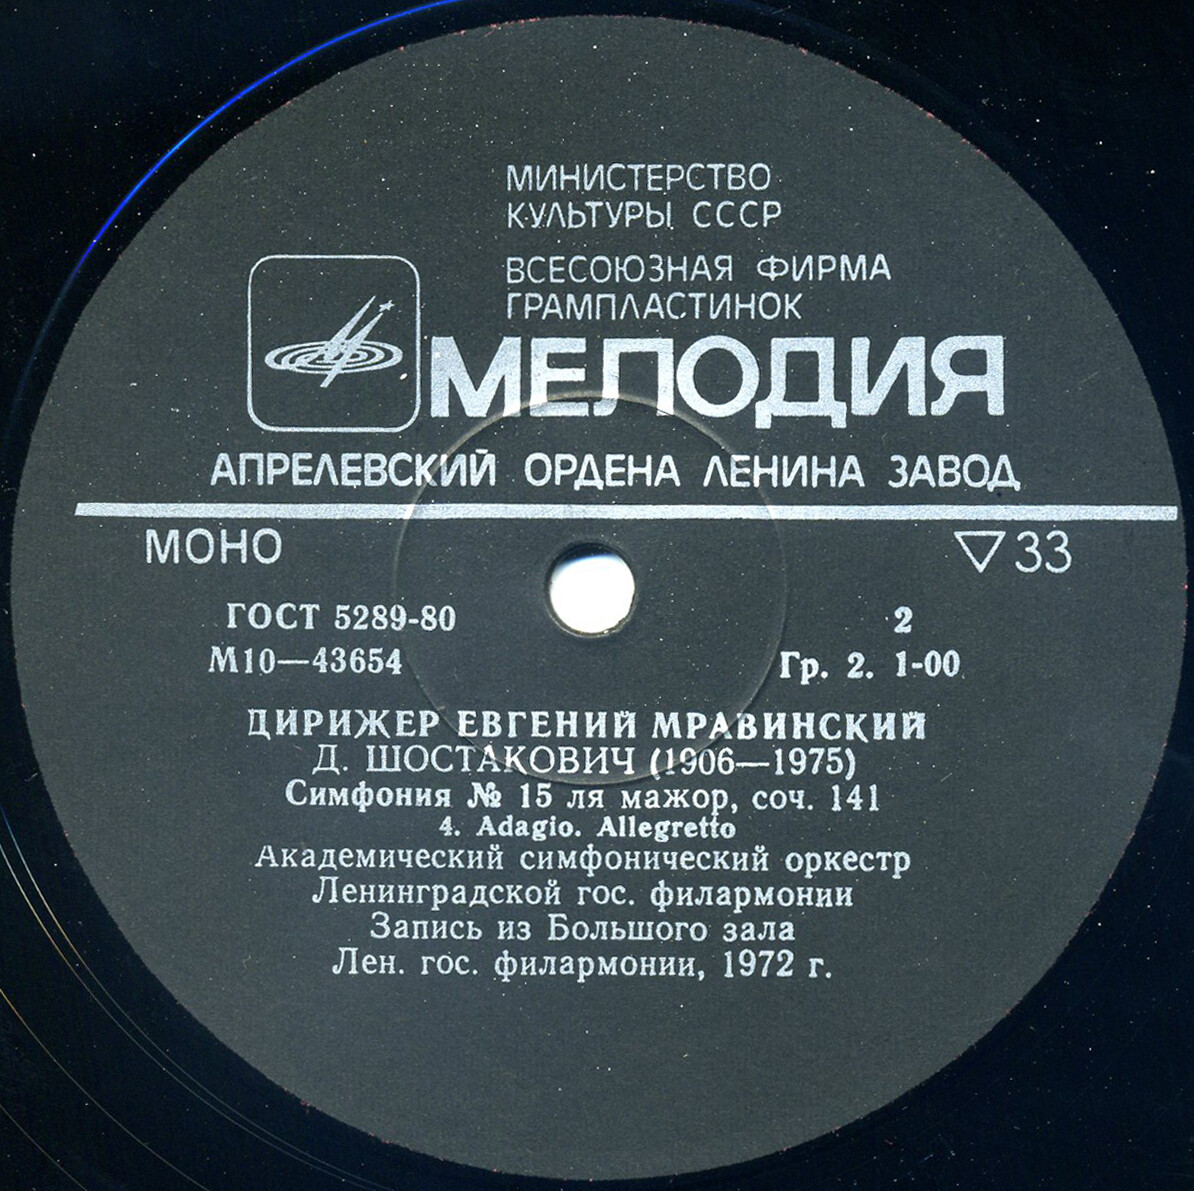 МИНИСТЕРСТВО
КУЛЬТУРЫ СССР
ВСЕСОЮЗНАЯ ФИРМА
ГРАМПЛАСТИНОК
МЕЛОДИЯ
АПРЕЛЕВСКИЙ ОРДЕНА ЛЕНИНА ЗАВОД
МОНО ▽33
ГОСТ 5289-80 2
М10—43654 Гр. 2. 1-00
ДИРИЖЕР ЕВГЕНИЙ МРАВИНСКИЙ
Д. ШОСТАКОВИЧ (1906—1975)
Симфония № 15 ля мажор, соч. 141
4. Adagio. Allegretto
Академический симфонический оркестр
Ленинградской гос. филармонии
Запись из Большого зала
Лен. гос. филармонии, 1972 г.